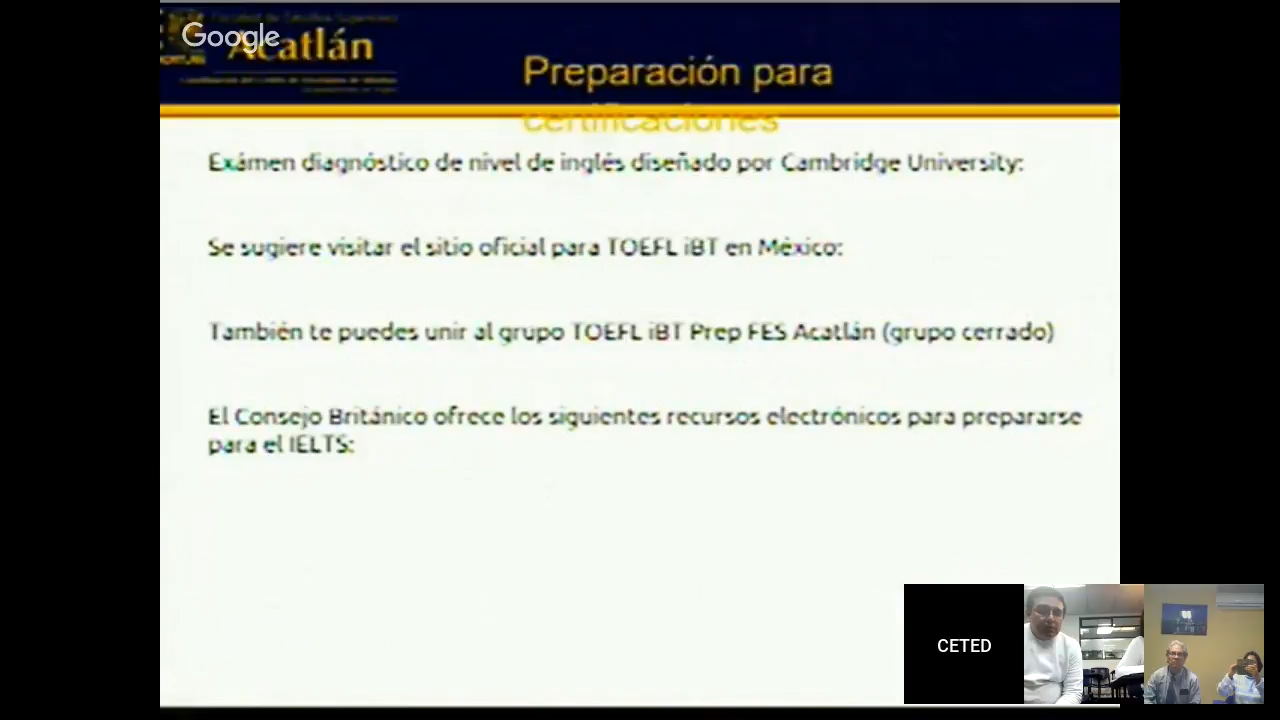 Facultad de Estudios Superiores
Google
Acatlán
Preparación para
certificaciones
Exámen diagnóstico de nivel de inglés diseñado por Cambridge University:
Se sugiere visitar el sitio oficial para TOEFL iBT en México:
También te puedes unir al grupo TOEFL iBT Prep FES Acatlán (grupo cerrado)
El Consejo Británico ofrece los siguientes recursos electrónicos para prepararse
para el IELTS:
CETED